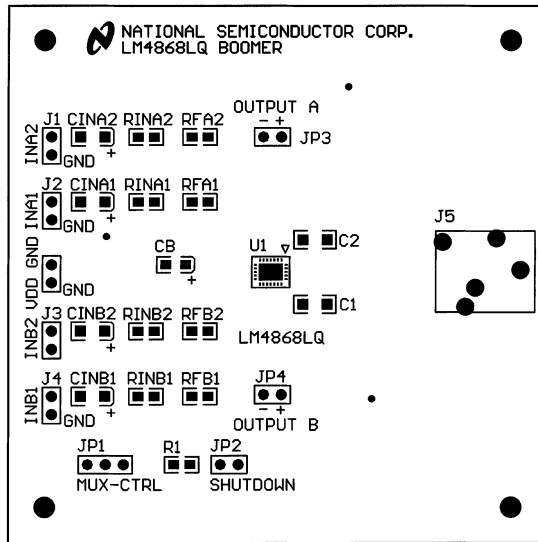 NATIONAL SEMICONDUCTOR CORP.
LM4868LQ BOOMER
OUTPUT A
- +
JP3
J1 CINA2 RINA2 RFA2
INA2
GND +
J2 CINA1 RINA1 RFA1
INA1
GND +
J5
GND
VDD
GND
CB
+
U1
C2
C1
LM4868LQ
J3 CINB2 RINB2 RFB2
INB2
GND +
J4 CINB1 RINB1 RFB1
INB1
GND +
JP4
- +
OUTPUT B
JP1 R1 JP2
MUX-CTRL SHUTDOWN